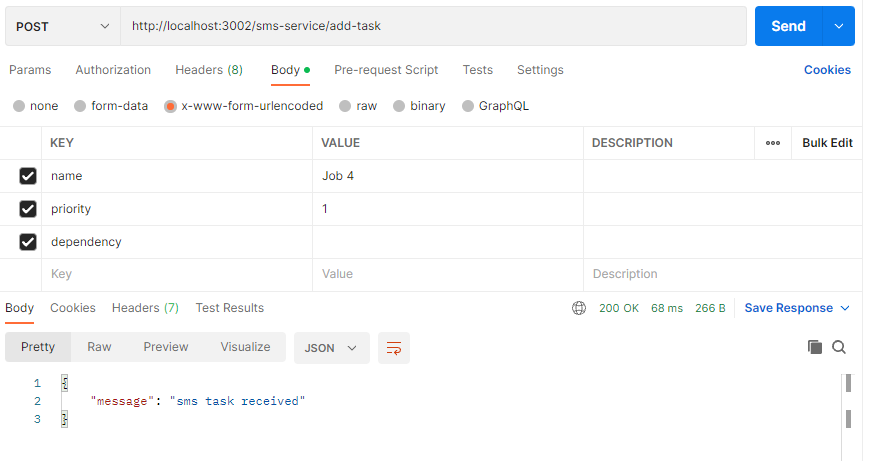 POST http://localhost:3002/sms-service/add-task Send
Params Authorization Headers (8) Body Pre-request Script Tests Settings Cookies
none form-data x-www-form-urlencoded raw binary GraphQL
KEY VALUE DESCRIPTION ooo Bulk Edit
name Job 4
priority 1
dependency
Key Value Description
Body Cookies Headers (7) Test Results 200 OK 68 ms 266 B Save Response
Pretty Raw Preview Visualize JSON
1 {
2 "message": "sms task received"
3 }